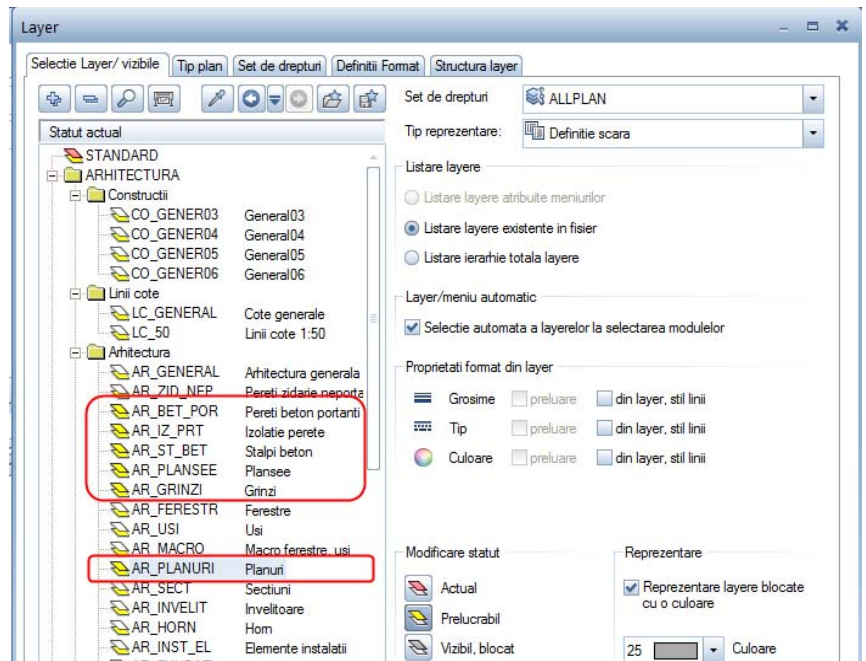 Layer
Selectie Layer/ vizibile
Tip plan
Set de drepturi
Definitii Format
Structura layer
Statut actual
STANDARD
ARHITECTURA
Constructii
CO_GENER03 General03
CO_GENER04 General04
CO_GENER05 General05
CO_GENER06 General06
Linii cote
LC_GENERAL Cote generale
LC_50 Linii cote 1:50
Arhitectura
AR_GENERAL Arhitectura generala
AR_ZID_NEP Pereti zidarie neporta
AR_BET_POR Pereti beton portanti
AR_IZ_PRT Izolatie perete
AR_ST_BET Stalpi beton
AR_PLANSEE Plansee
AR_GRINZI Grinzi
AR_FERESTR Ferestre
AR_USI Usi
AR_MACRO Macro ferestre, usi
AR_PLANURI Planuri
AR_SECT Sectiuni
AR_INVELIT Invelitoare
AR_HORN Horn
AR_INST_EL Elemente instalatii
Set de drepturi ALLPLAN
Tip reprezentare: Definitie scara
Listare layere
Listare layere atribuite meniurilor
Listare layere existente in fisier
Listare ierarhie totala layere
Layer/meniu automatic
Selectie automata a layerelor la selectarea modulelor
Proprietati format din layer
Grosime preluare din layer, stil linii
Tip preluare din layer, stil linii
Culoare preluare din layer, stil linii
Modificare statut
Actual
Prelucrabil
Vizibil, blocat
Reprezentare
Reprezentare layere blocate
cu o culoare
25 Culoare